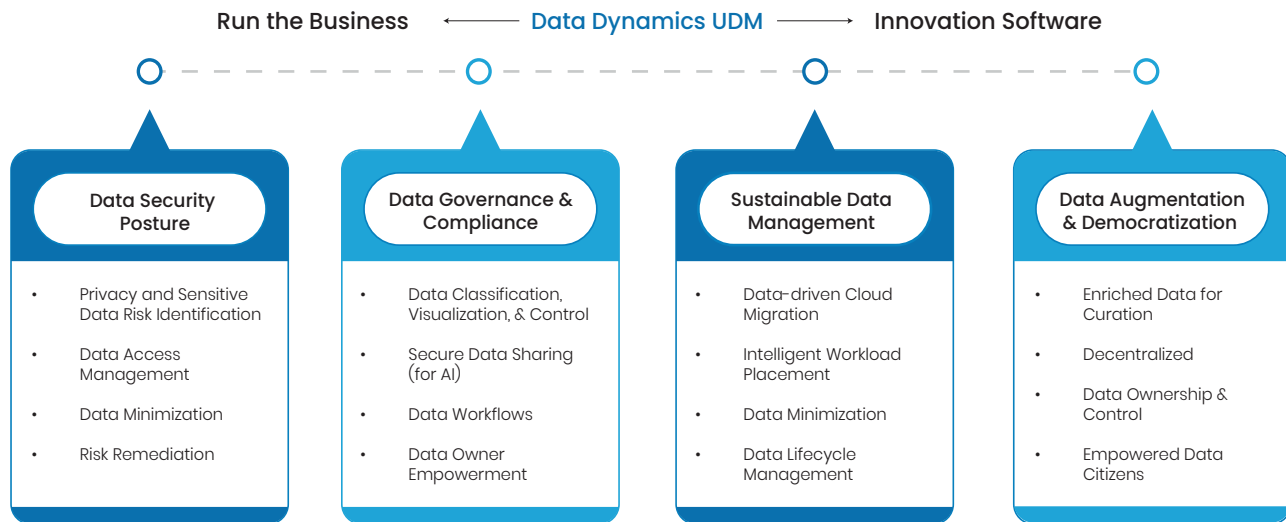 Run the Business Data Dynamics UDM Innovation Software
Data Security
Posture
• Privacy and Sensitive
Data Risk Identification
• Data Access
Management
• Data Minimization
• Risk Remediation
Data Governance &
Compliance
• Data Classification,
Visualization, & Control
• Secure Data Sharing
(for AI)
• Data Workflows
• Data Owner
Empowerment
Sustainable Data
Management
• Data-driven Cloud
Migration
• Intelligent Workload
Placement
• Data Minimization
• Data Lifecycle
Management
Data Augmentation
& Democratization
• Enriched Data for
Curation
• Decentralized
• Data Ownership &
Control
• Empowered Data
Citizens